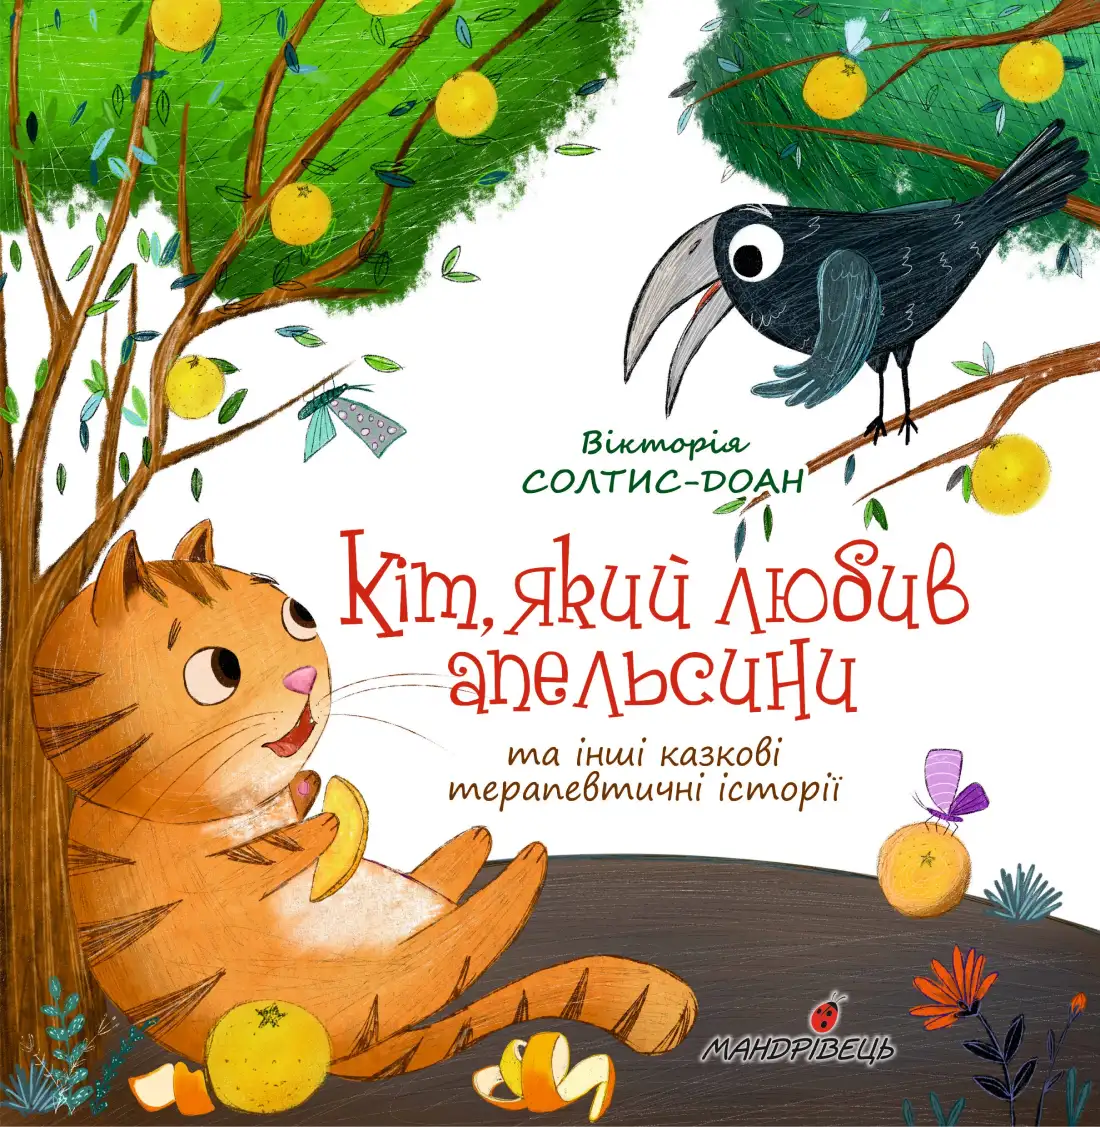 Вікторія
СОЛТИС-ДОАН
Кіт, який любив
апельсини
та інші казкові
терапевтичні історії
МАНДРІВЕЦЬ